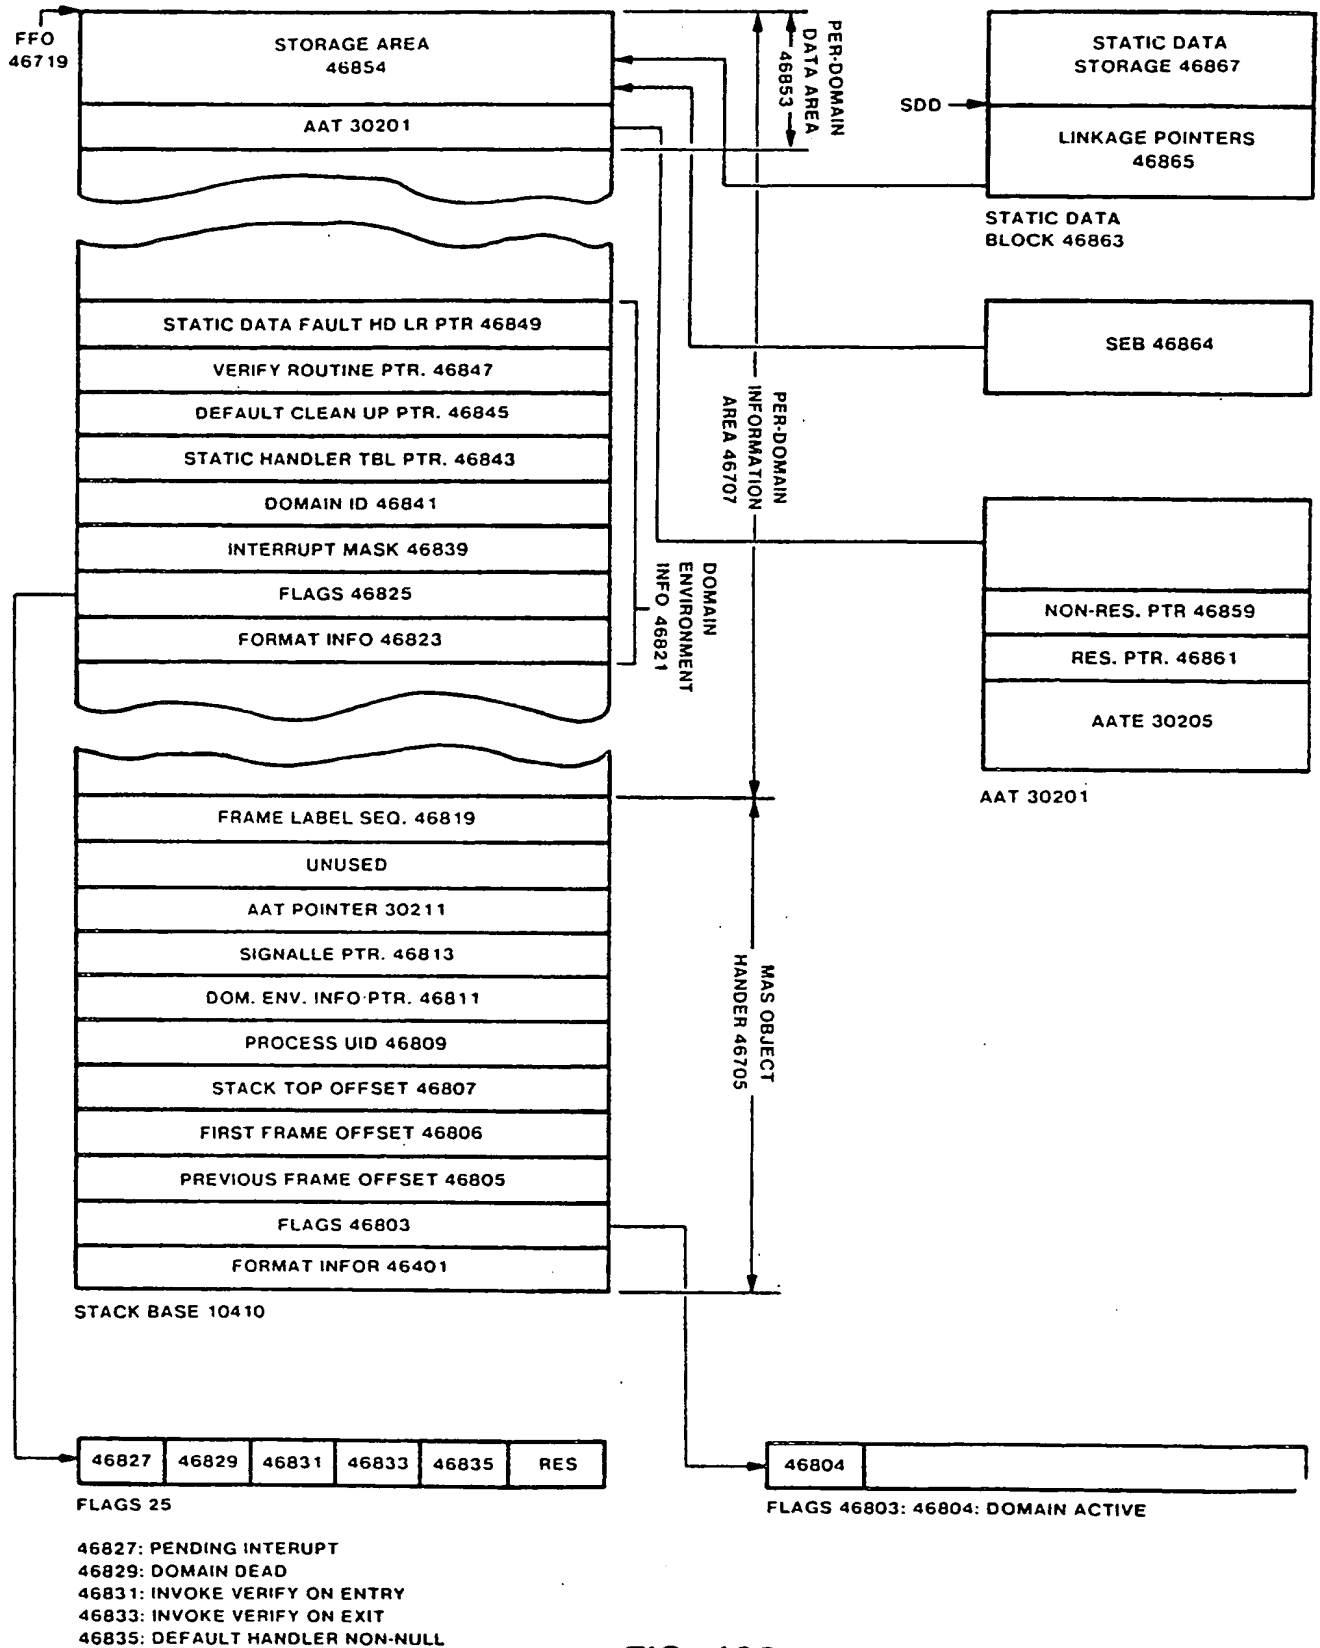 FFO
46719
STORAGE AREA
46854
AAT 30201
PER-DOMAIN
DATA AREA
46853
STATIC DATA
STORAGE 46867
SDD
LINKAGE POINTERS
46865
STATIC DATA
BLOCK 46863
STATIC DATA FAULT HD LR PTR 46849
VERIFY ROUTINE PTR. 46847
DEFAULT CLEAN UP PTR. 46845
STATIC HANDLER TBL PTR. 46843
DOMAIN ID 46841
INTERRUPT MASK 46839
FLAGS 46825
FORMAT INFO 46823
DOMAIN
ENVIRONMENT
INFO 46821
PER-DOMAIN
INFORMATION
AREA 46707
SEB 46864
NON-RES. PTR 46859
RES. PTR. 46861
AATE 30205
AAT 30201
FRAME LABEL SEQ. 46819
UNUSED
AAT POINTER 30211
SIGNALLE PTR. 46813
DOM. ENV. INFO PTR. 46811
PROCESS UID 46809
STACK TOP OFFSET 46807
FIRST FRAME OFFSET 46806
PREVIOUS FRAME OFFSET 46805
FLAGS 46803
FORMAT INFOR 46401
MAS OBJECT
HANDER 46705
STACK BASE 10410
46827 46829 46831 46833 46835 RES
FLAGS 25
46804
FLAGS 46803: 46804: DOMAIN ACTIVE
46827: PENDING INTERUPT
46829: DOMAIN DEAD
46831: INVOKE VERIFY ON ENTRY
46833: INVOKE VERIFY ON EXIT
46835: DEFAULT HANDLER NON-NULL